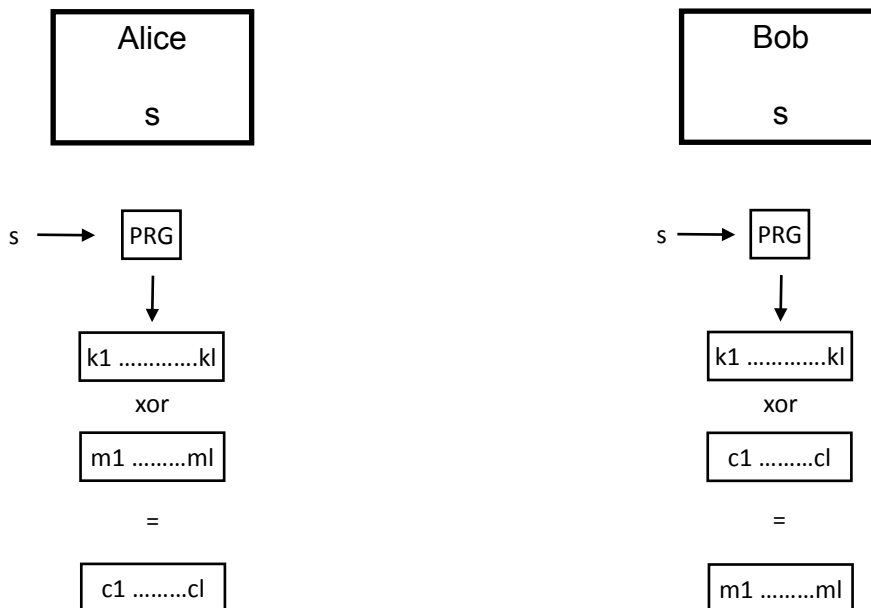 Alice
s
s
PRG
k1 .............kl
xor
m1 .........ml
=
c1 .........cl
Bob
s
s
PRG
k1 .............kl
xor
c1 .........cl
=
m1 .........ml